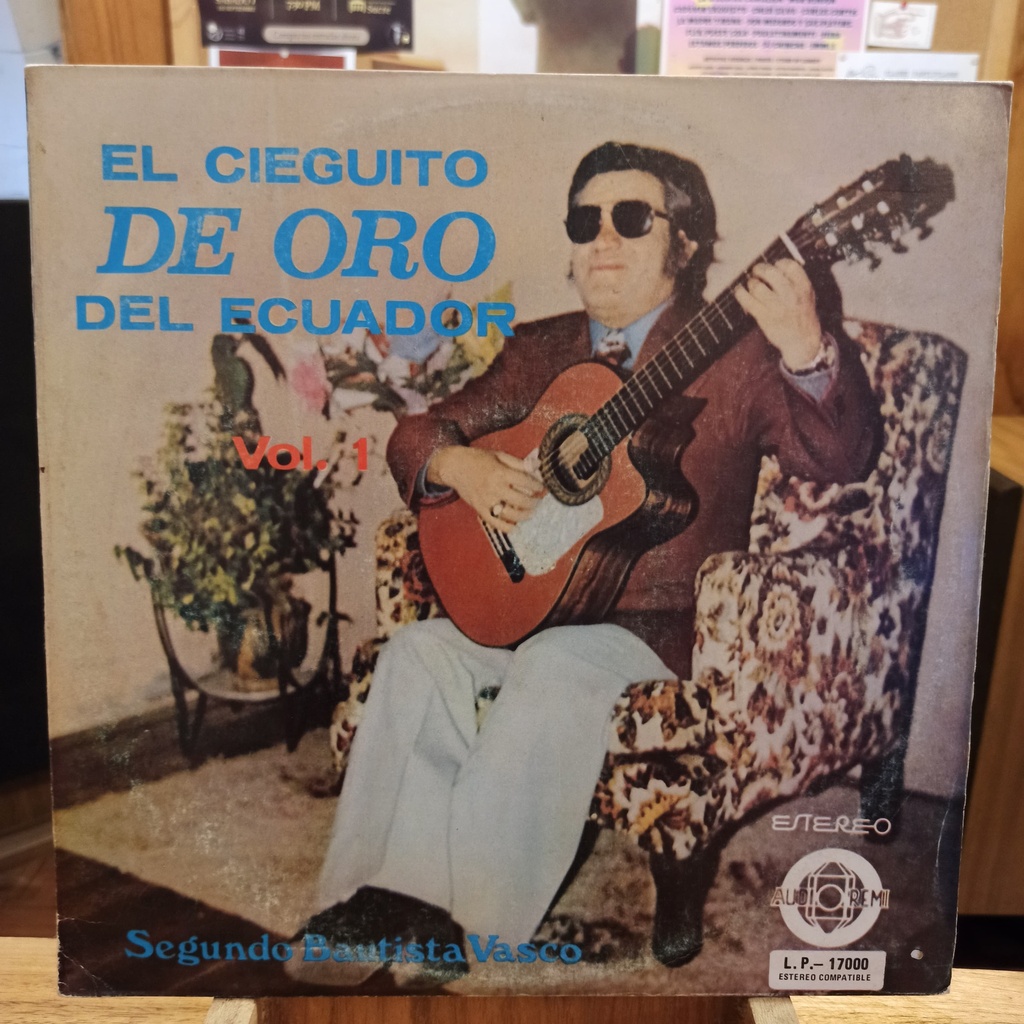 EL CIEGUITO
DE ORO
DEL ECUADOR
Vol. 1
ESTEREO
AUDIO REMI
L.P.- 17000
ESTEREO COMPATIBLE
Segundo Bautista Vasco